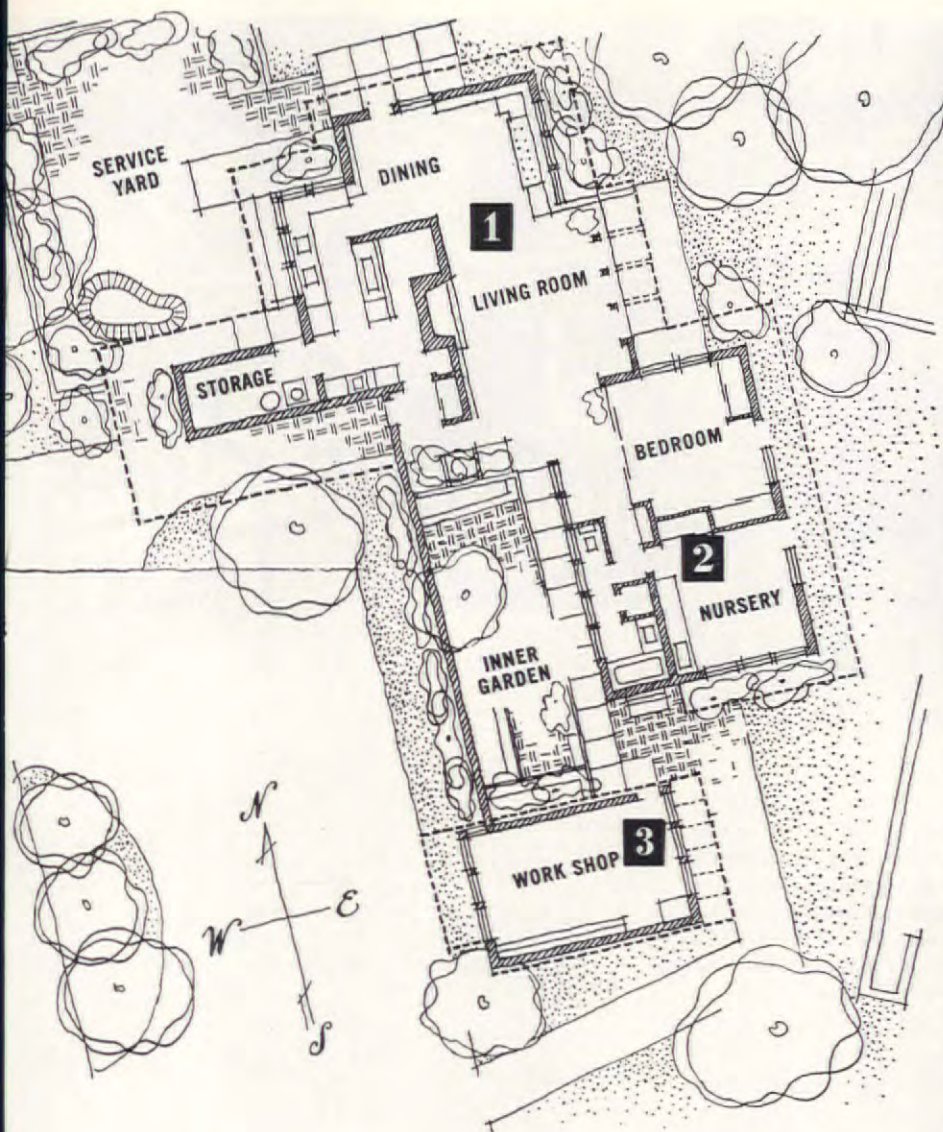 SERVICE
YARD
DINING
1
LIVING ROOM
STORAGE
BEDROOM
2
NURSERY
INNER
GARDEN
N
W E
S
WORK SHOP 3